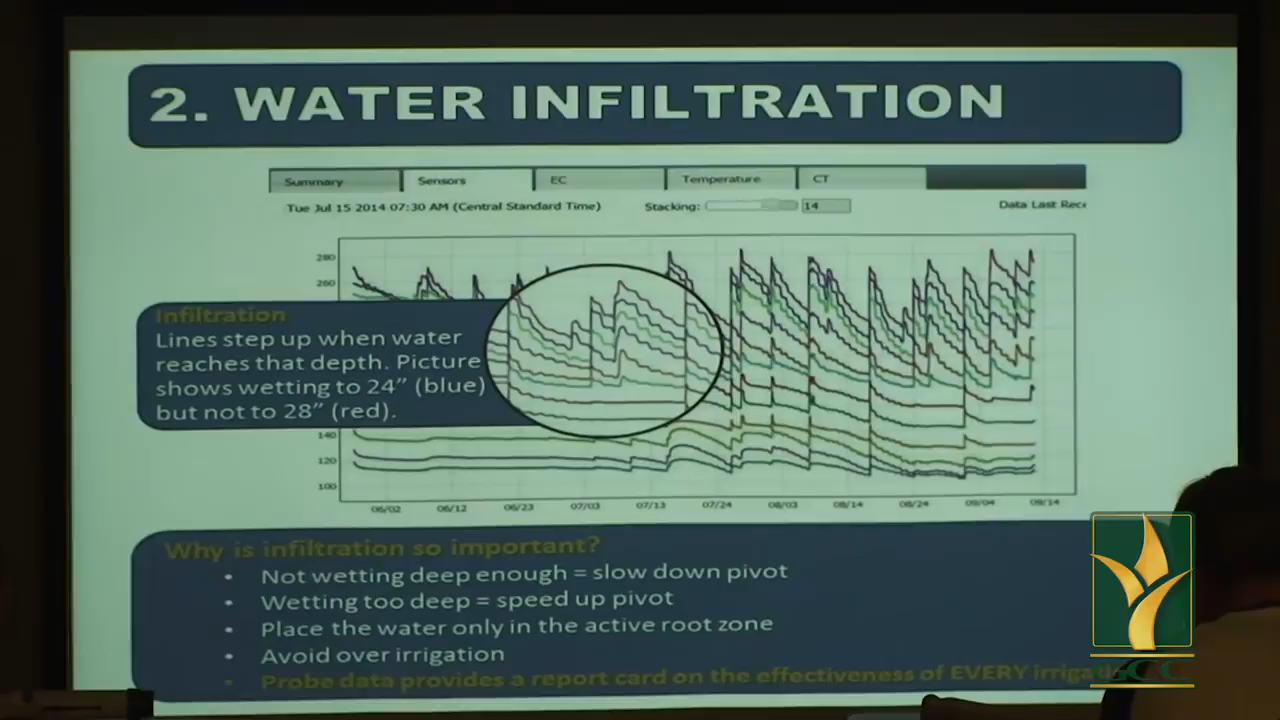 2. WATER INFILTRATION
Summary Sensors EC Temperature CT
Tue Jul 15 2014 07:30 AM (Central Standard Time) Stacking: 14 Data Last Rece
280
260
Infiltration
Lines step up when water
reaches that depth. Picture
shows wetting to 24” (blue)
but not to 28” (red).
140
120
100
06/02 06/12 06/23 07/03 07/13 07/24 08/03 08/14 08/24 09/04 09/14
Why is infiltration so important?
• Not wetting deep enough = slow down pivot
• Wetting too deep = speed up pivot
• Place the water only in the active root zone
• Avoid over irrigation
• Probe data provides a report card on the effectiveness of EVERY irriga